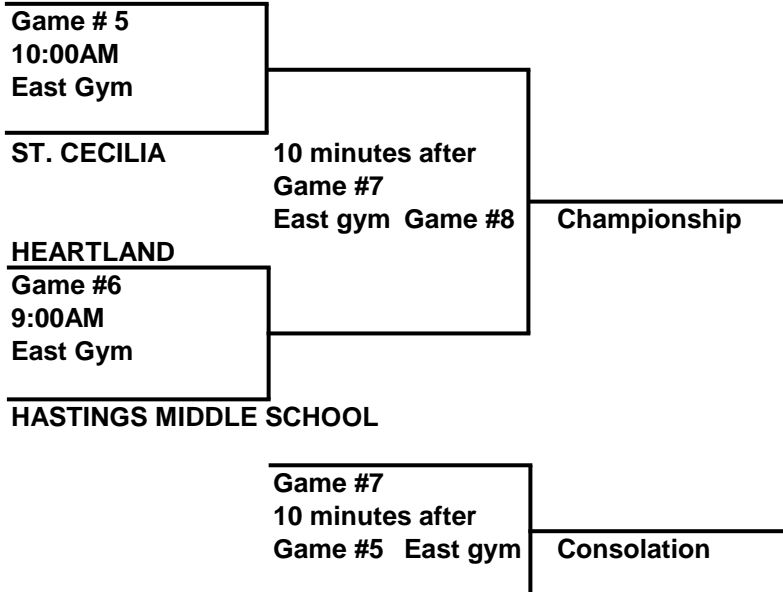 Game # 5
10:00AM
East Gym
ST. CECILIA
10 minutes after
Game #7
East gym Game #8
Championship
HEARTLAND
Game #6
9:00AM
East Gym
HASTINGS MIDDLE SCHOOL
Game #7
10 minutes after
Game #5 East gym
Consolation